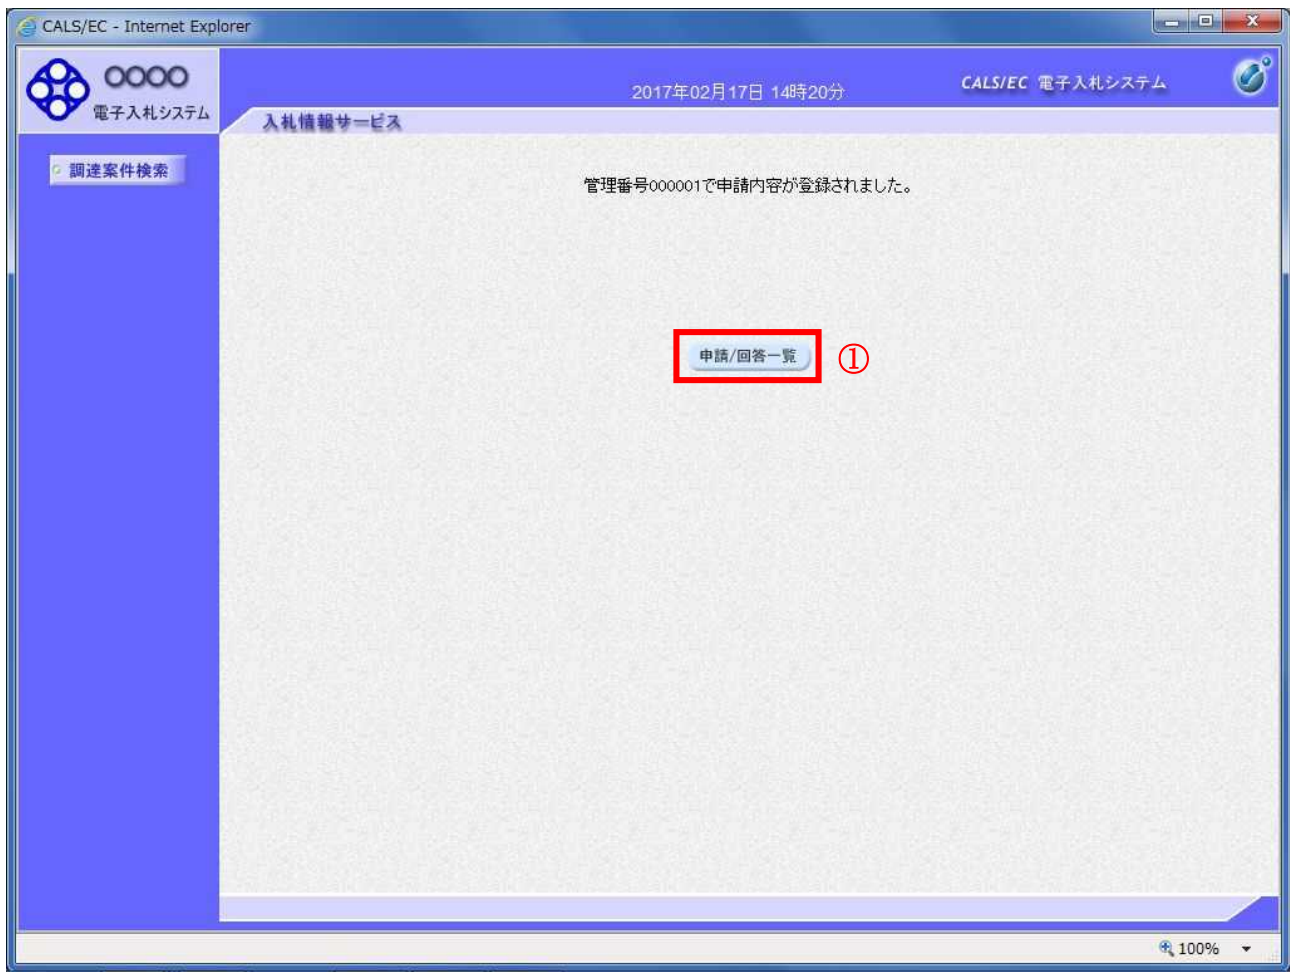 CALS/EC - Internet Explorer
〇〇〇〇
電子入札システム
2017年02月17日 14時20分
CALS/EC 電子入札システム
入札情報サービス
調達案件検索
管理番号000001で申請内容が登録されました。
申請/回答一覧
①
100%